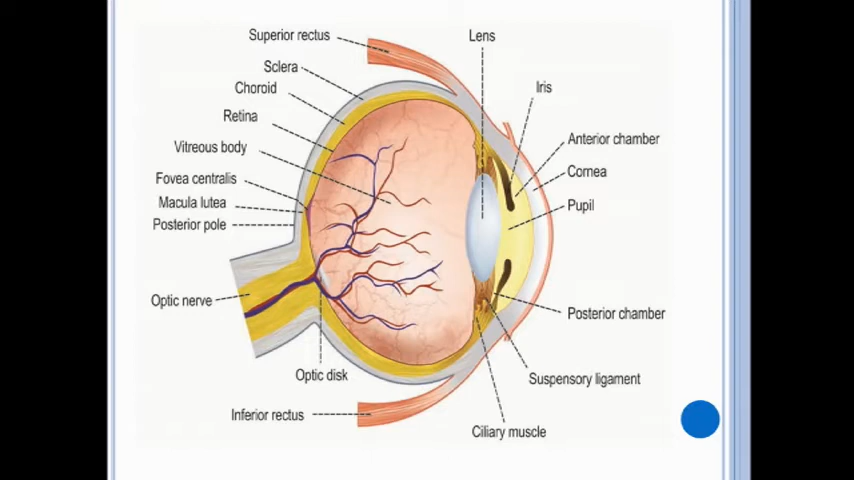 Superior rectus
Lens
Sclera
Choroid
Iris
Retina
Anterior chamber
Vitreous body
Cornea
Fovea centralis
Macula lutea
Pupil
Posterior pole
Optic nerve
Posterior chamber
Optic disk
Suspensory ligament
Inferior rectus
Ciliary muscle